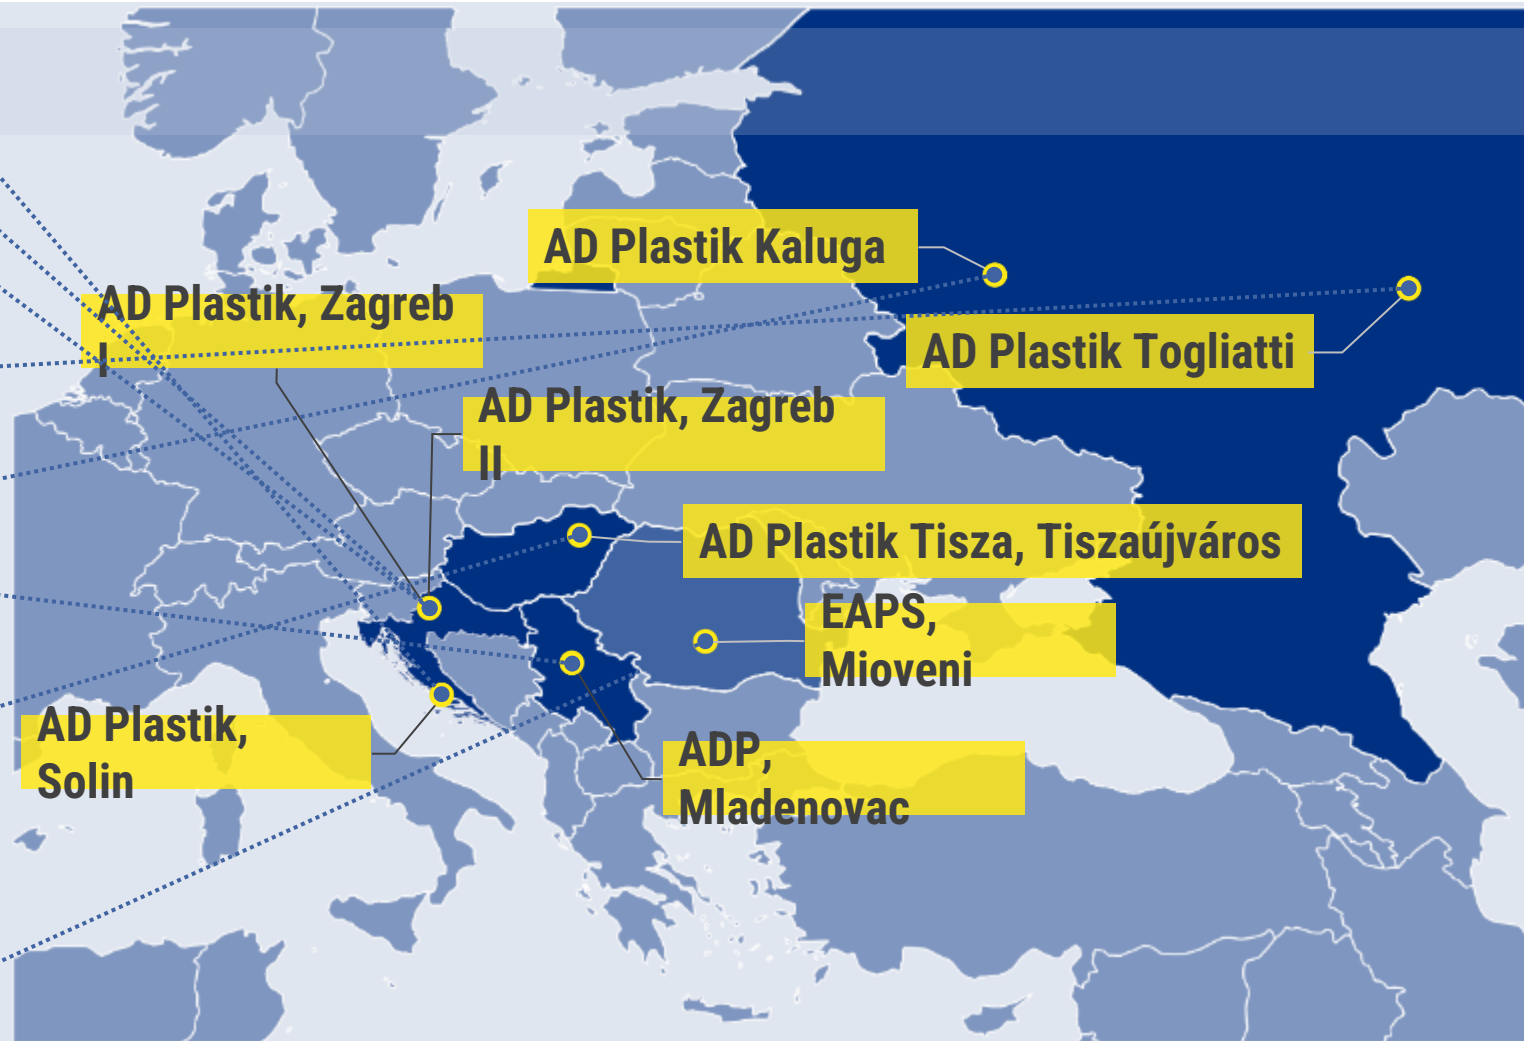 AD Plastik Kaluga
AD Plastik, Zagreb
I
AD Plastik Togliatti
AD Plastik, Zagreb
II
AD Plastik Tisza, Tiszaújváros
EAPS,
Mioveni
AD Plastik,
Solin
ADP,
Mladenovac